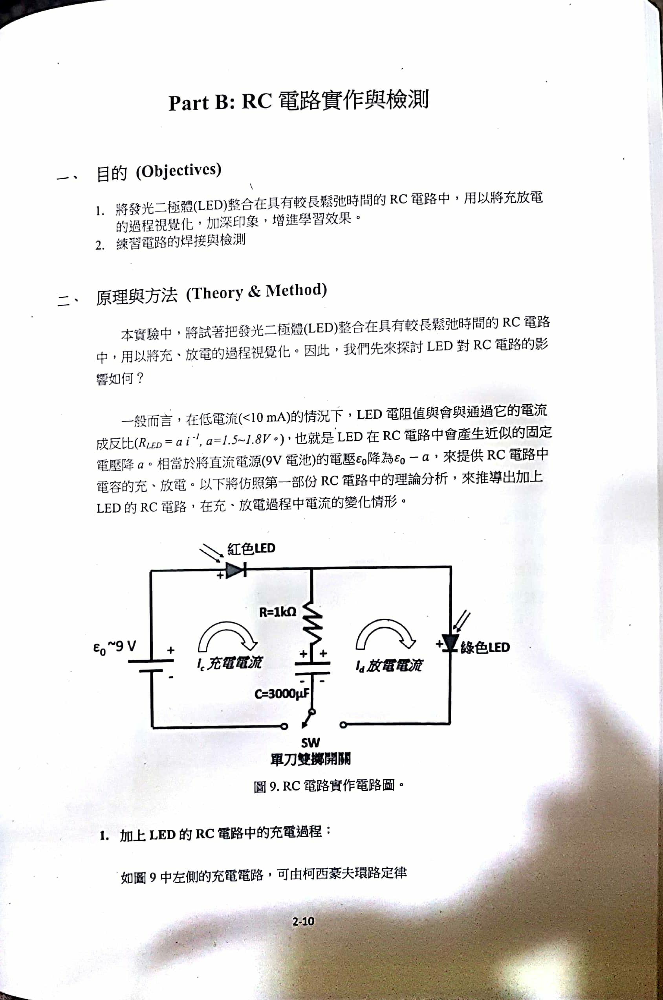 Part B: RC 電路實作與檢測
一、 目的 (Objectives)
1. 將發光二極體(LED)整合在具有較長鬆弛時間的 RC 電路中，用以將充放電
的過程視覺化，加深印象，增進學習效果。
2. 練習電路的焊接與檢測
二、 原理與方法 (Theory & Method)
本實驗中，將試著把發光二極體(LED)整合在具有較長鬆弛時間的 RC 電路
中，用以將充、放電的過程視覺化。因此，我們先來探討 LED 對 RC 電路的影
響如何？
一般而言，在低電流(<10 mA)的情況下，LED 電阻值與會與通過它的電流
成反比(R_LED = a i ⁻¹, a=1.5~1.8V。)，也就是 LED 在 RC 電路中會產生近似的固定
電壓降 a。相當於將直流電源(9V 電池)的電壓ε₀降為ε₀ − a，來提供 RC 電路中
電容的充、放電。以下將仿照第一部份 RC 電路中的理論分析，來推導出加上
LED 的 RC 電路，在充、放電過程中電流的變化情形。
紅色LED
+
R=1kΩ
ε₀~9 V
+
-
I_c 充電電流
+ +
- -
C=3000μF
I_d 放電電流
+
綠色LED
SW
單刀雙擲開關
圖 9. RC 電路實作電路圖。
1. 加上 LED 的 RC 電路中的充電過程：
如圖 9 中左側的充電電路，可由柯西豪夫環路定律
2-10